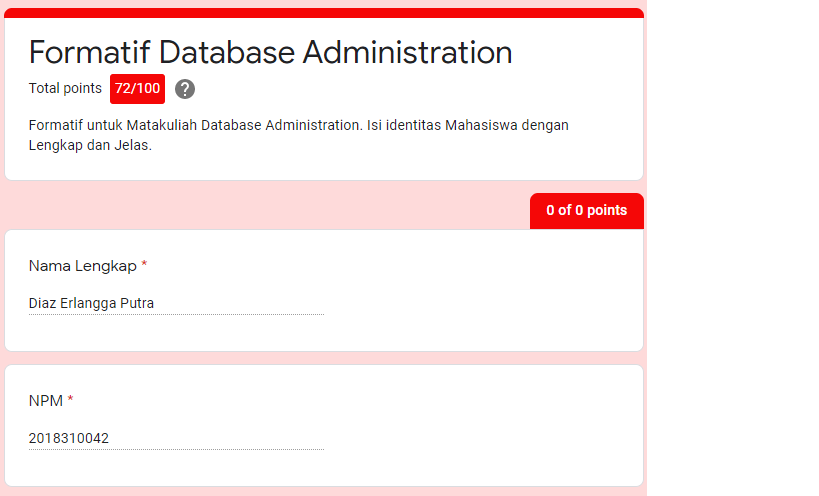 Formatif Database Administration
Total points 72/100 ?
Formatif untuk Matakuliah Database Administration. Isi identitas Mahasiswa dengan
Lengkap dan Jelas.
0 of 0 points
Nama Lengkap *
Diaz Erlangga Putra
NPM *
2018310042